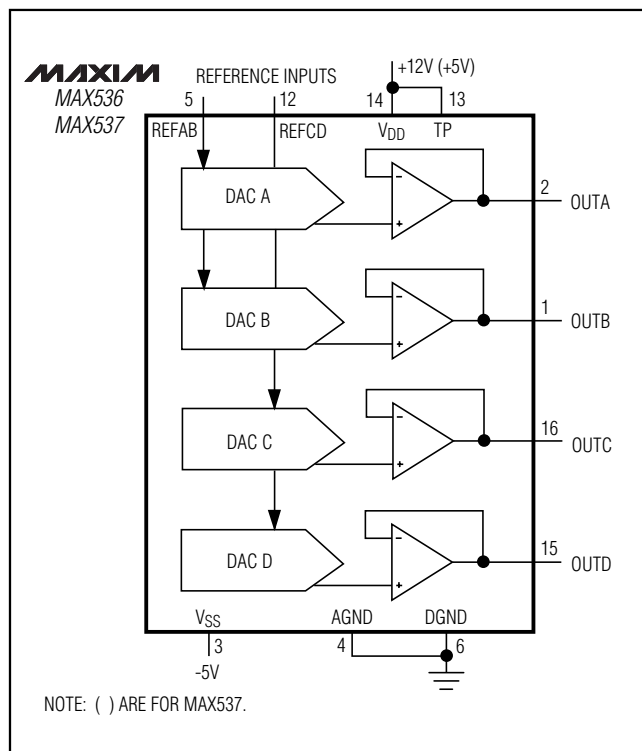 MAXIM
MAX536
MAX537
REFERENCE INPUTS
+12V (+5V)
5
12
14
13
REFAB
REFCD
VDD
TP
DAC A
-
+
2
OUTA
DAC B
-
+
1
OUTB
DAC C
-
+
16
OUTC
DAC D
-
+
15
OUTD
VSS
AGND
DGND
3
4
6
-5V
NOTE: ( ) ARE FOR MAX537.